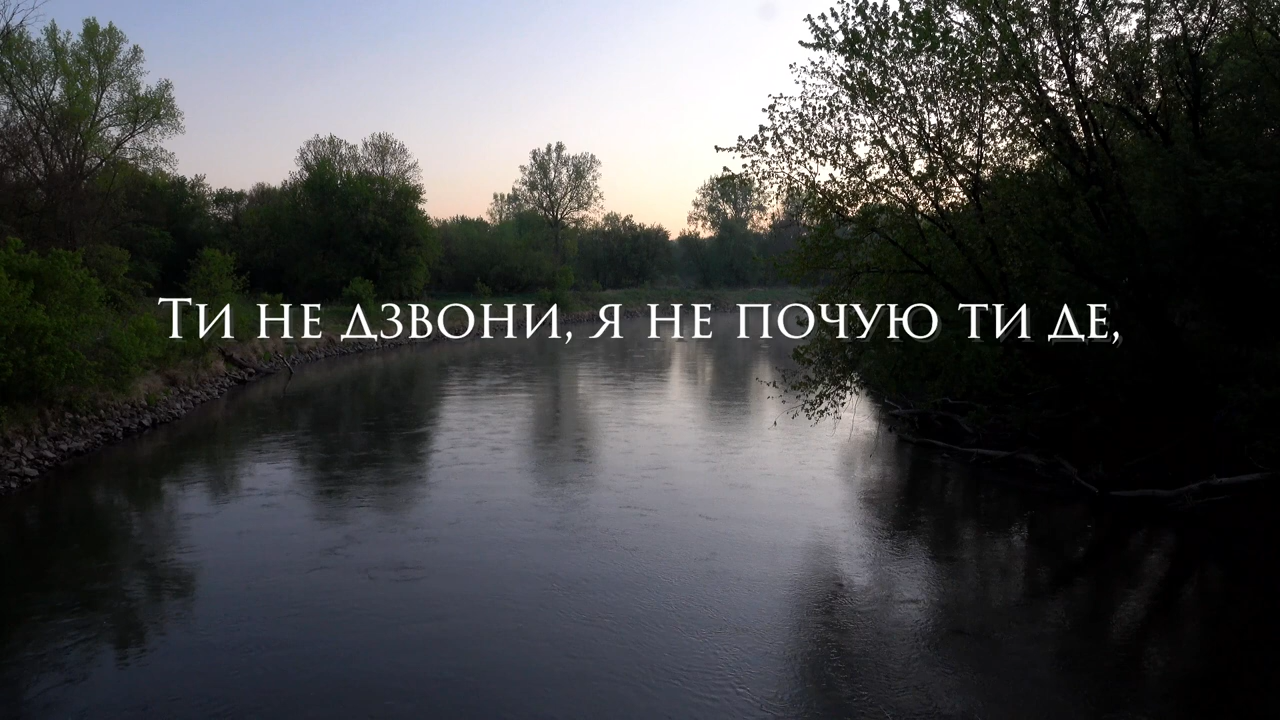 Ти не дзвони, я не почую ти де,